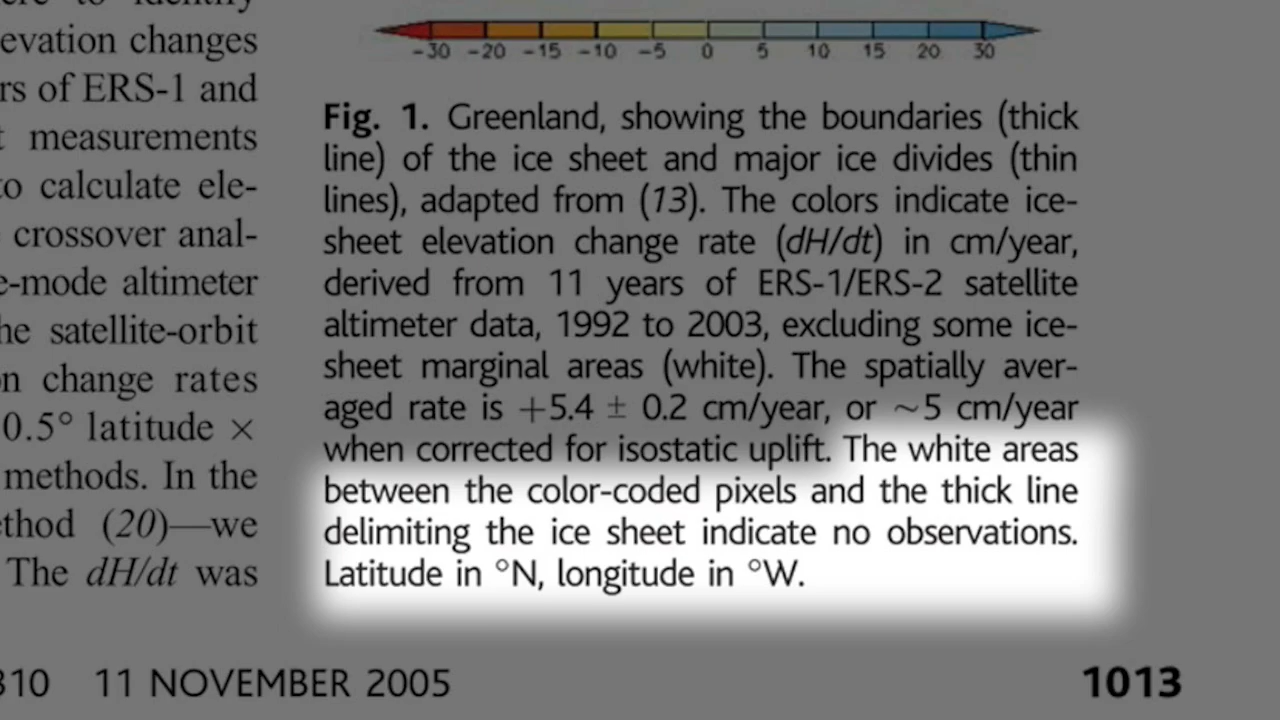 ere to identify
evation changes
rs of ERS-1 and
t measurements
to calculate ele-
crossover anal-
e-mode altimeter
he satellite-orbit
on change rates
0.5° latitude ×
methods. In the
ethod (20)—we
The dH/dt was
-30 -20 -15 -10 -5 0 5 10 15 20 30
Fig. 1. Greenland, showing the boundaries (thick
line) of the ice sheet and major ice divides (thin
lines), adapted from (13). The colors indicate ice-
sheet elevation change rate (dH/dt) in cm/year,
derived from 11 years of ERS-1/ERS-2 satellite
altimeter data, 1992 to 2003, excluding some ice-
sheet marginal areas (white). The spatially aver-
aged rate is +5.4 ± 0.2 cm/year, or ~5 cm/year
when corrected for isostatic uplift. The white areas
between the color-coded pixels and the thick line
delimiting the ice sheet indicate no observations.
Latitude in °N, longitude in °W.
310 11 NOVEMBER 2005 1013